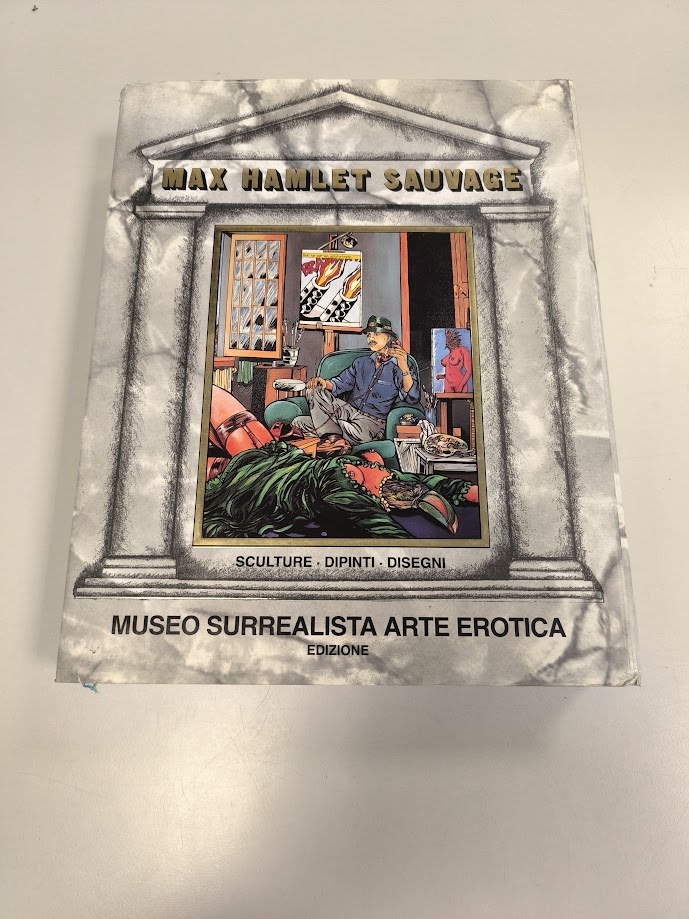 MAX HAMLET SAUVAGE
SCULTURE · DIPINTI · DISEGNI
MUSEO SURREALISTA ARTE EROTICA
EDIZIONE